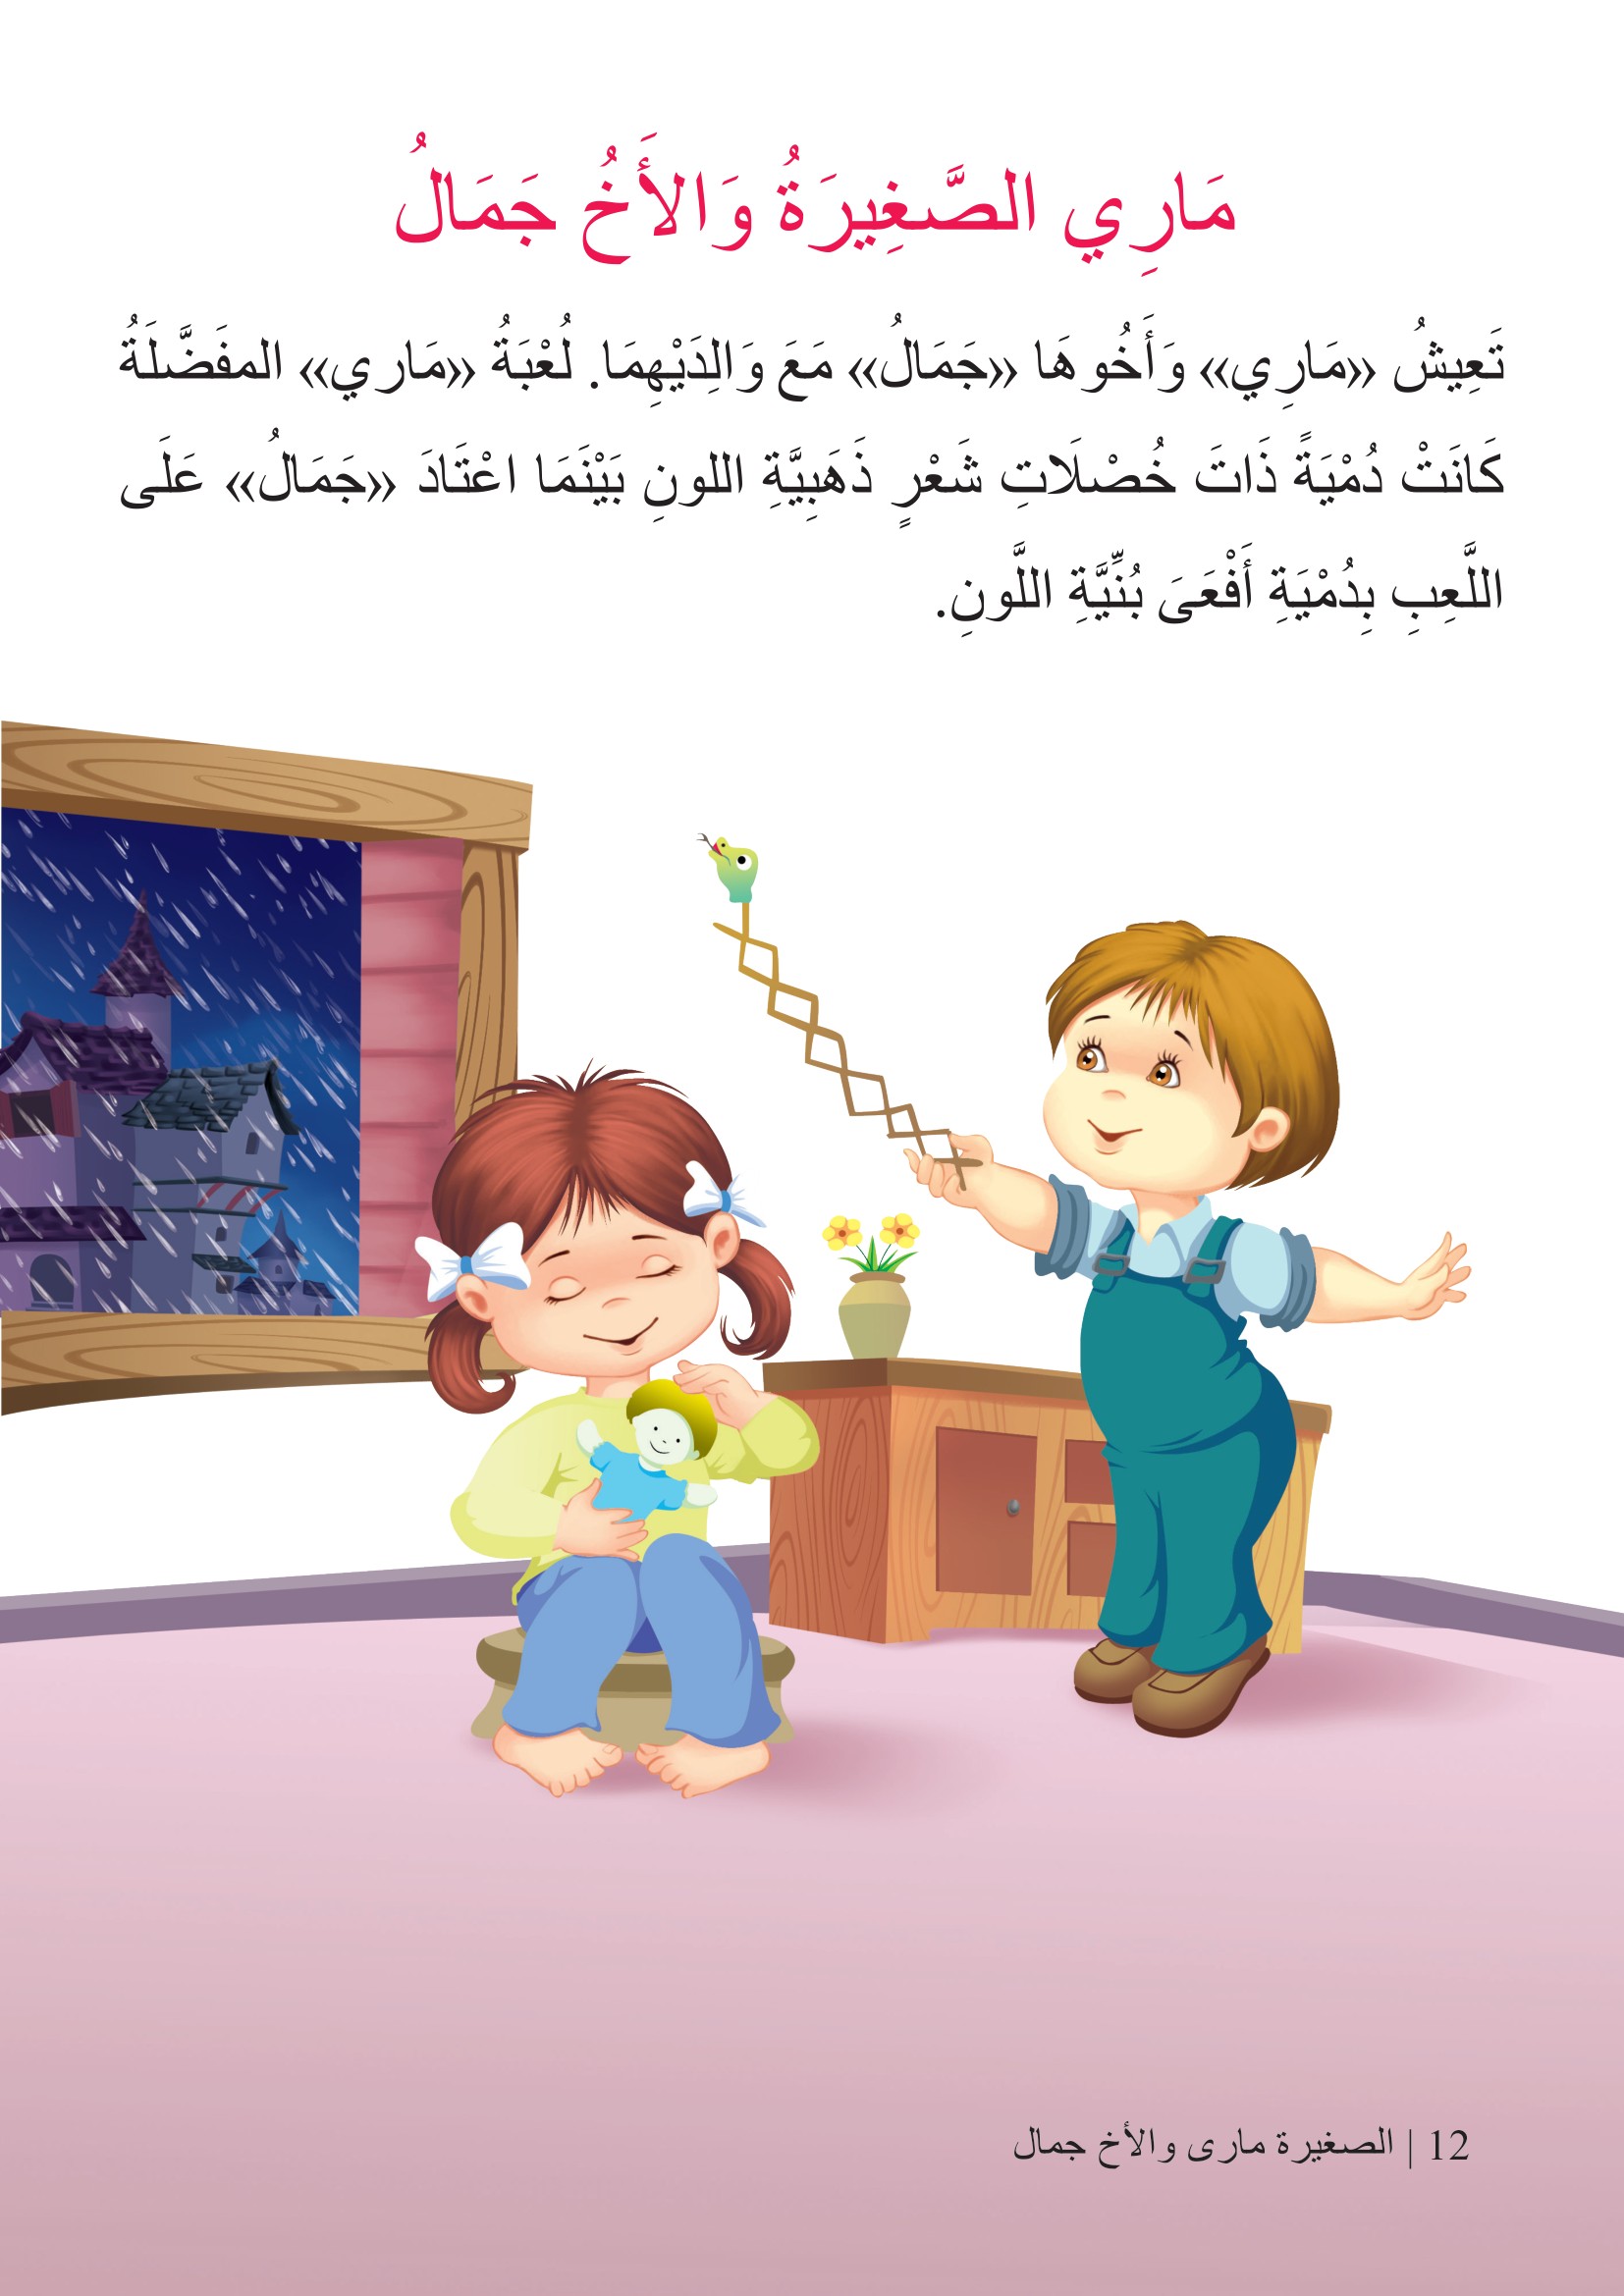 مَارِي الصَّغِيرَةُ وَالأَخُ جَمَالُ
تَعِيشُ «مَارِي» وَأَخُوهَا «جَمَالُ» مَعَ وَالِدَيْهِمَا. لُعْبَةُ «مَاري» المفَضَّلَةُ
كَانَتْ دُمْيَةً ذَاتَ خُصْلَاتِ شَعْرٍ ذَهَبِيَّةِ اللونِ بَيْنَمَا اعْتَادَ «جَمَالُ» عَلَى
اللَّعِبِ بِدُمْيَةِ أَفْعَىَ بُنِّيَّةِ اللَّونِ.
12 | الصغيرة مارى والأخ جمال